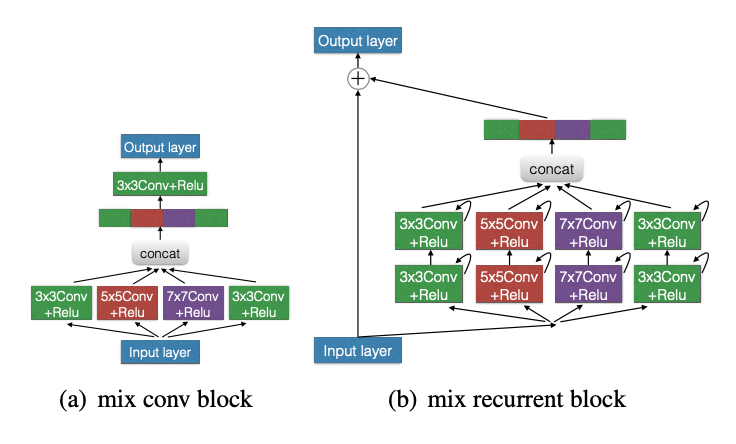 Output layer
3x3Conv+Relu
concat
3x3Conv
+Relu
5x5Conv
+Relu
7x7Conv
+Relu
3x3Conv
+Relu
Input layer
(a) mix conv block
Output layer
+
concat
3x3Conv
+Relu
5x5Conv
+Relu
7x7Conv
+Relu
3x3Conv
+Relu
3x3Conv
+Relu
5x5Conv
+Relu
7x7Conv
+Relu
3x3Conv
+Relu
Input layer
(b) mix recurrent block